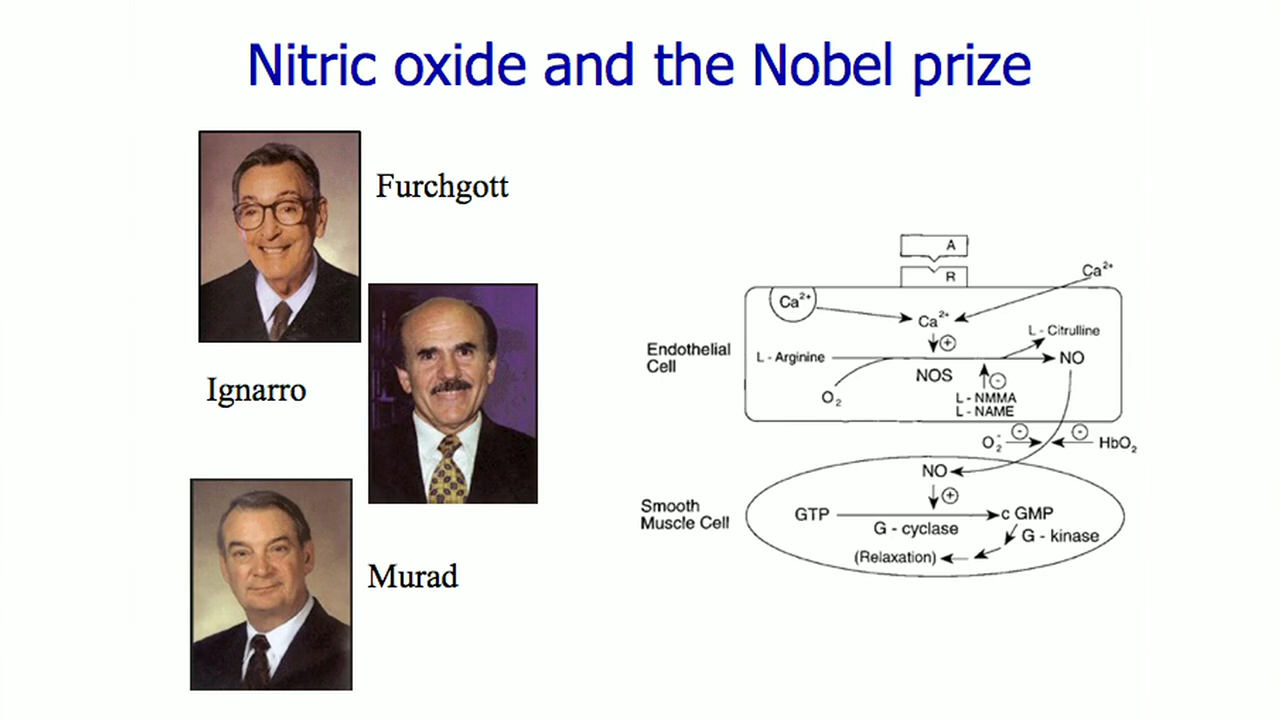 Nitric oxide and the Nobel prize
Furchgott
Ignarro
Murad
A
R
Ca²⁺
Ca²⁺
Ca²⁺
+
L - Citrulline
Endothelial
Cell
L - Arginine
NO
NOS
O₂
-
L - NMMA
L - NAME
O₂⁻
-
-
HbO₂
NO
+
Smooth
Muscle Cell
GTP
c GMP
G - cyclase
G - kinase
(Relaxation)